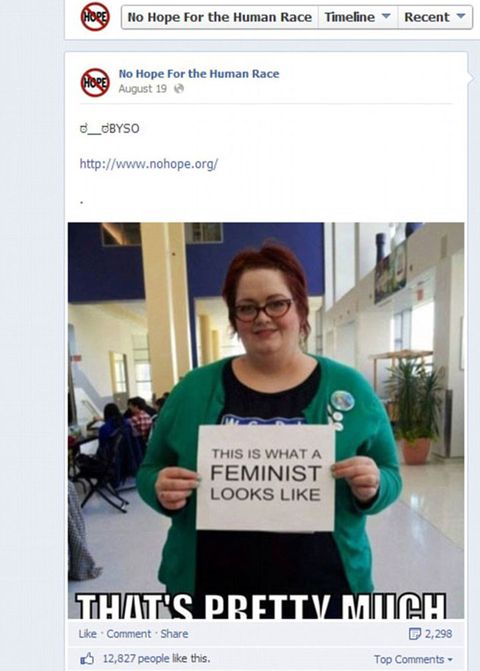 HOPE No Hope For the Human Race Timeline Recent
HOPE No Hope For the Human Race
August 19
ಠ__ಠBYSO
http://www.nohope.org/
.
THIS IS WHAT A
FEMINIST
LOOKS LIKE
THAT'S PRETTY MUCH
Like · Comment · Share 2,298
12,827 people like this. Top Comments